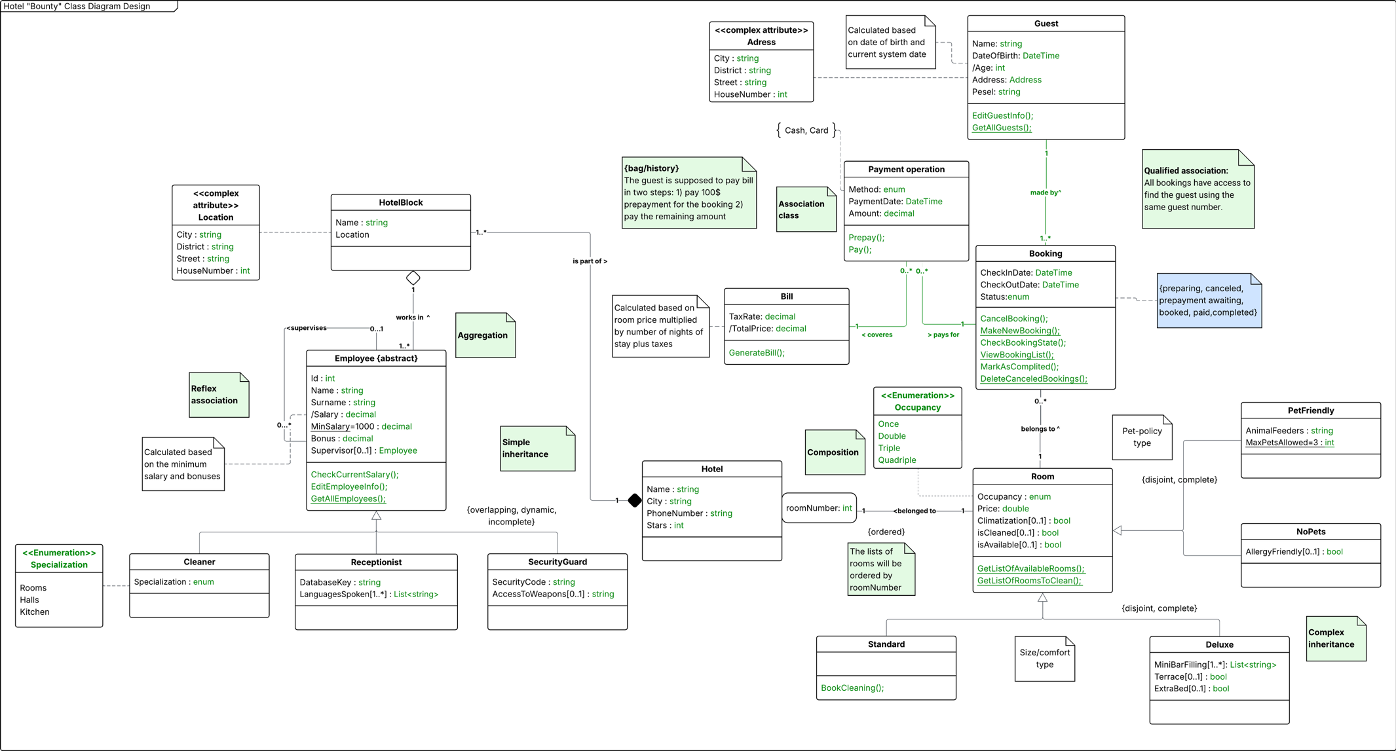 Hotel "Bounty" Class Diagram Design
<<complex attribute>>
Adress
City : string
District : string
Street : string
HouseNumber : int
Calculated based
on date of birth and
current system date
Guest
Name: string
DateOfBirth: DateTime
/Age: int
Address: Address
Pesel: string
EditGuestInfo();
GetAllGuests();
{ Cash, Card }
{bag/history}
The guest is supposed to pay bill
in two steps: 1) pay 100$
prepayment for the booking 2)
pay the remaining amount
Association
class
Payment operation
Method: enum
PaymentDate: DateTime
Amount: decimal
Prepay();
Pay();
1
made by^
1..*
Qualified association:
All bookings have access to
find the guest using the
same guest number.
<<complex
attribute>>
Location
City : string
District : string
Street : string
HouseNumber : int
HotelBlock
Name : string
Location
1..*
is part of >
1
works in ^
1..*
<supervises
0...1
0...*
Aggregation
Calculated based on
room price multiplied
by number of nights of
stay plus taxes
Bill
TaxRate: decimal
/TotalPrice: decimal
GenerateBill();
0..*
0..*
1
< coveres
> pays for
1
Booking
CheckInDate: DateTime
CheckOutDate: DateTime
Status:enum
CancelBooking();
MakeNewBooking();
CheckBookingState();
ViewBookingList();
MarkAsComplited();
DeleteCanceledBookings();
{preparing, canceled,
prepayment awaiting,
booked, paid,completed}
Employee {abstract}
Id : int
Name : string
Surname : string
/Salary : decimal
MinSalary=1000 : decimal
Bonus : decimal
Supervisor[0..1] : Employee
CheckCurrentSalary();
EditEmployeeInfo();
GetAllEmployees();
Reflex
association
Calculated based
on the minimum
salary and bonuses
Simple
inheritance
{overlapping, dynamic,
incomplete}
<<Enumeration>>
Specialization
Rooms
Halls
Kitchen
Cleaner
Specialization : enum
Receptionist
DatabaseKey : string
LanguagesSpoken[1..*] : List<string>
SecurityGuard
SecurityCode : string
AccessToWeapons[0..1] : string
Hotel
Name : string
City : string
PhoneNumber : string
Stars : int
1
roomNumber: int
1
<belonged to
1
{ordered}
Composition
<<Enumeration>>
Occupancy
Once
Double
Triple
Quadriple
The lists of
rooms will be
ordered by
roomNumber
0..*
belongs to ^
1
Room
Occupancy : enum
Price: double
Climatization[0..1] : bool
isCleaned[0..1] : bool
isAvailable[0..1] : bool
GetListOfAvailableRooms();
GetListOfRoomsToClean();
Pet-policy
type
{disjoint, complete}
PetFriendly
AnimalFeeders : string
MaxPetsAllowed=3 : int
NoPets
AllergyFriendly[0..1] : bool
{disjoint, complete}
Standard
BookCleaning();
Size/comfort
type
Deluxe
MiniBarFilling[1..*]: List<string>
Terrace[0..1] : bool
ExtraBed[0..1] : bool
Complex
inheritance